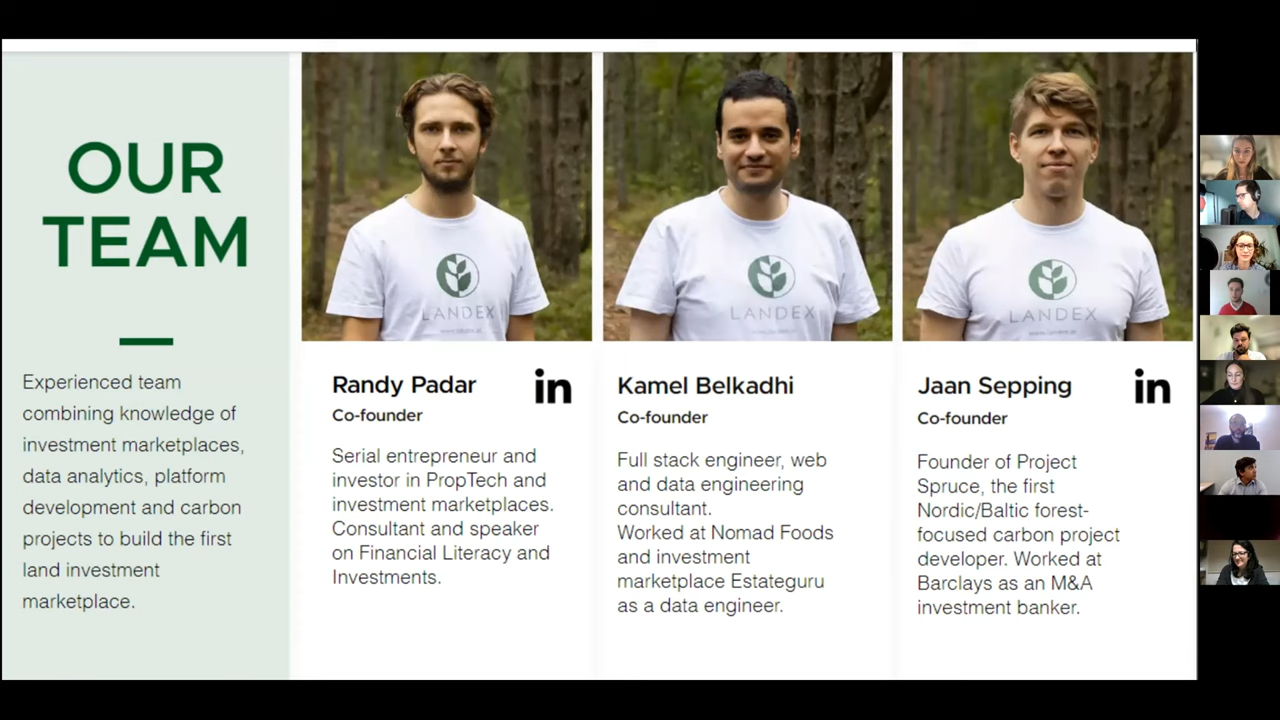 OUR
TEAM
Experienced team
combining knowledge of
investment marketplaces,
data analytics, platform
development and carbon
projects to build the first
land investment
marketplace.
LANDEX
Randy Padar
in
Co-founder
Serial entrepreneur and
investor in PropTech and
investment marketplaces.
Consultant and speaker
on Financial Literacy and
Investments.
LANDEX
Kamel Belkadhi
Co-founder
Full stack engineer, web
and data engineering
consultant.
Worked at Nomad Foods
and investment
marketplace Estateguru
as a data engineer.
LANDEX
Jaan Sepping
in
Co-founder
Founder of Project
Spruce, the first
Nordic/Baltic forest-
focused carbon project
developer. Worked at
Barclays as an M&A
investment banker.